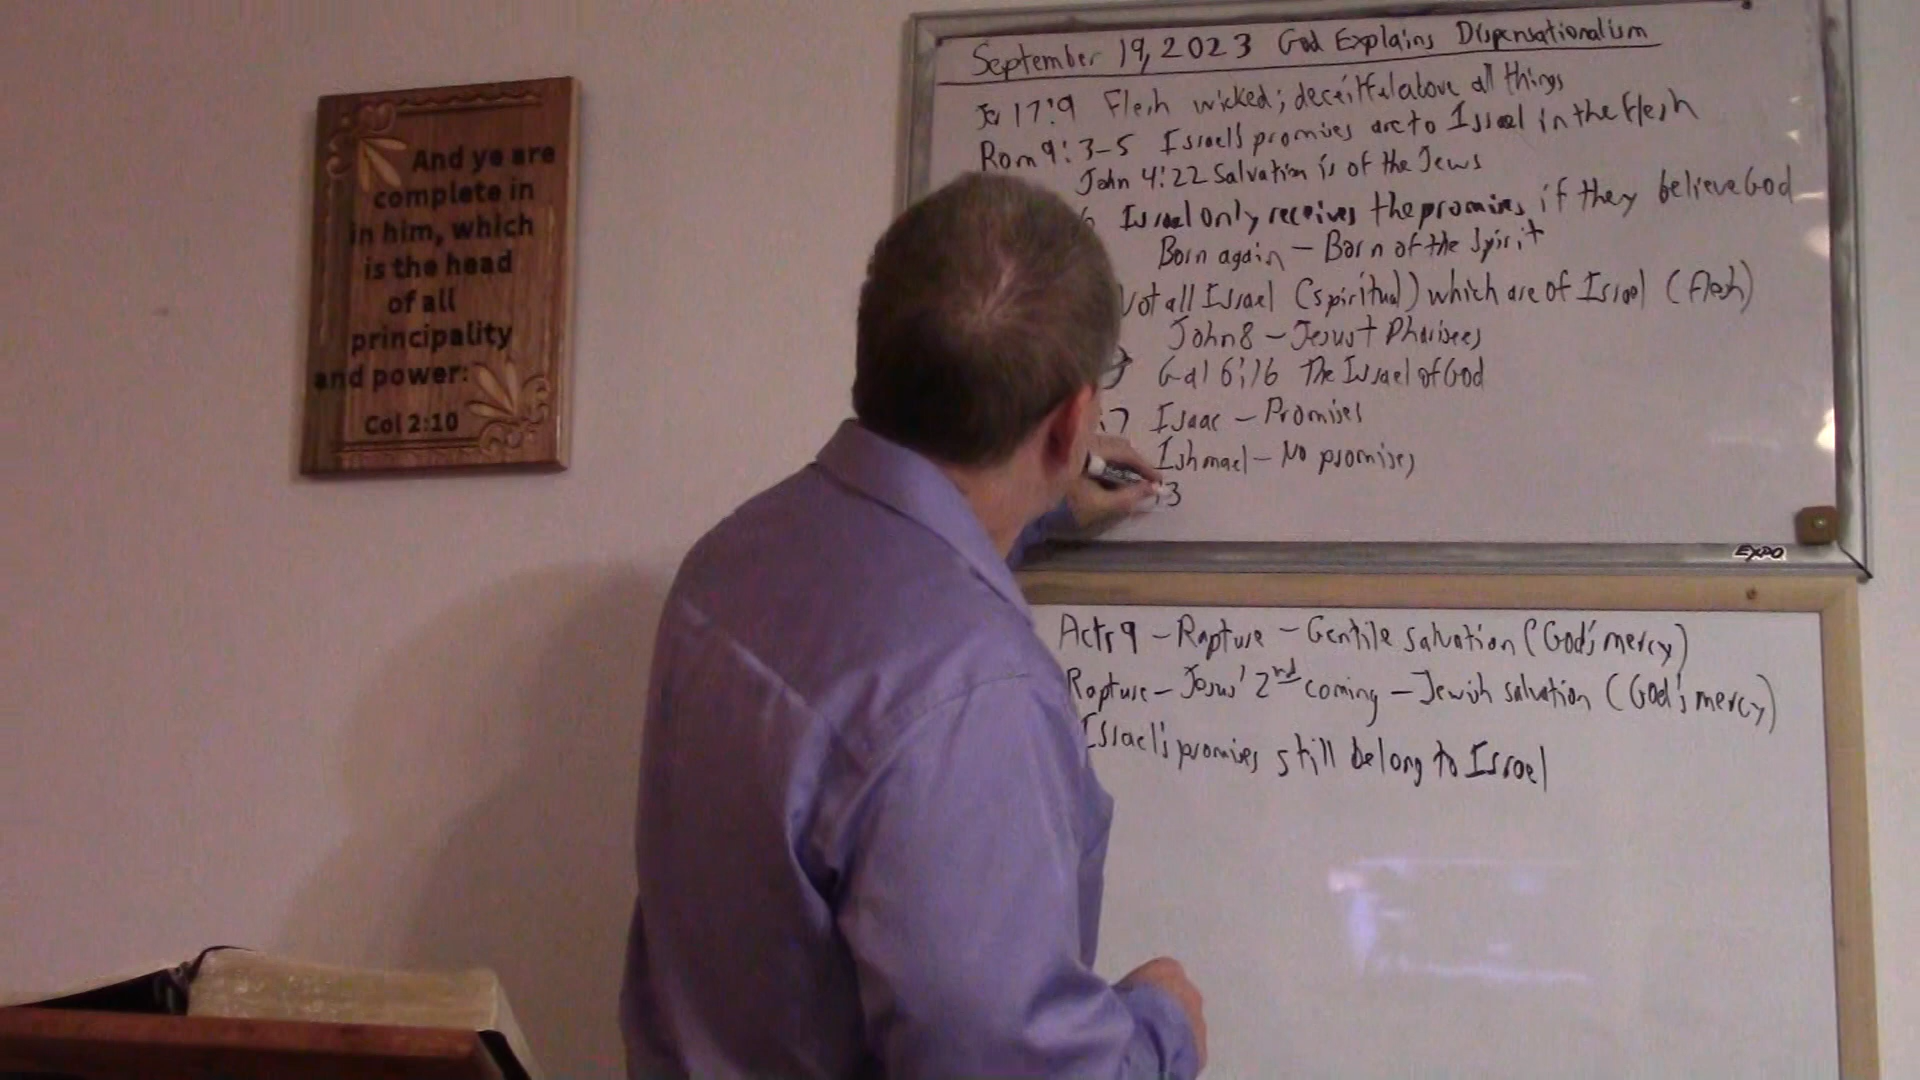 And ye are
complete in
in him, which
is the head
of all
principality
and power:
Col 2:10
September 19, 2023 God Explains Dispensationalism
Jer 17:9 Flesh wicked; deceitful above all things
Rom 9:3-5 Israel's promises are to Israel in the flesh
John 4:22 Salvation is of the Jews
6 Israel only receives the promises if they believe God
Born again - Born of the Spirit
Not all Israel (spiritual) which are of Israel (flesh)
John 8 - Jesus + Pharisees
Gal 6:16 The Israel of God
:7 Isaac - Promises
Ishmael - No promises
:3
EXPO
Acts 9 - Rapture - Gentile salvation (God's mercy)
Rapture - Jesus' 2nd coming - Jewish salvation (God's mercy)
Israel's promises still belong to Israel